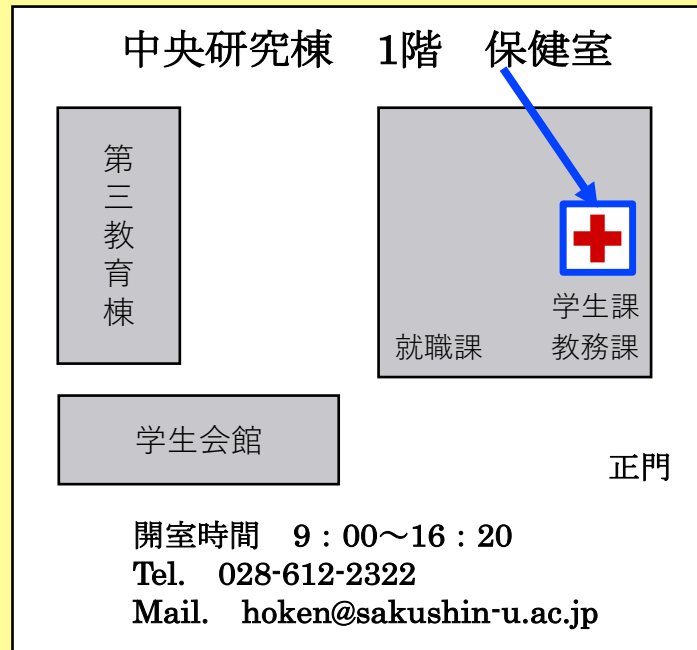 中央研究棟　1階　保健室
第三教育棟
学生課
就職課　教務課
学生会館
正門
開室時間　9：00～16：20
Tel.　028-612-2322
Mail.　hoken@sakushin-u.ac.jp